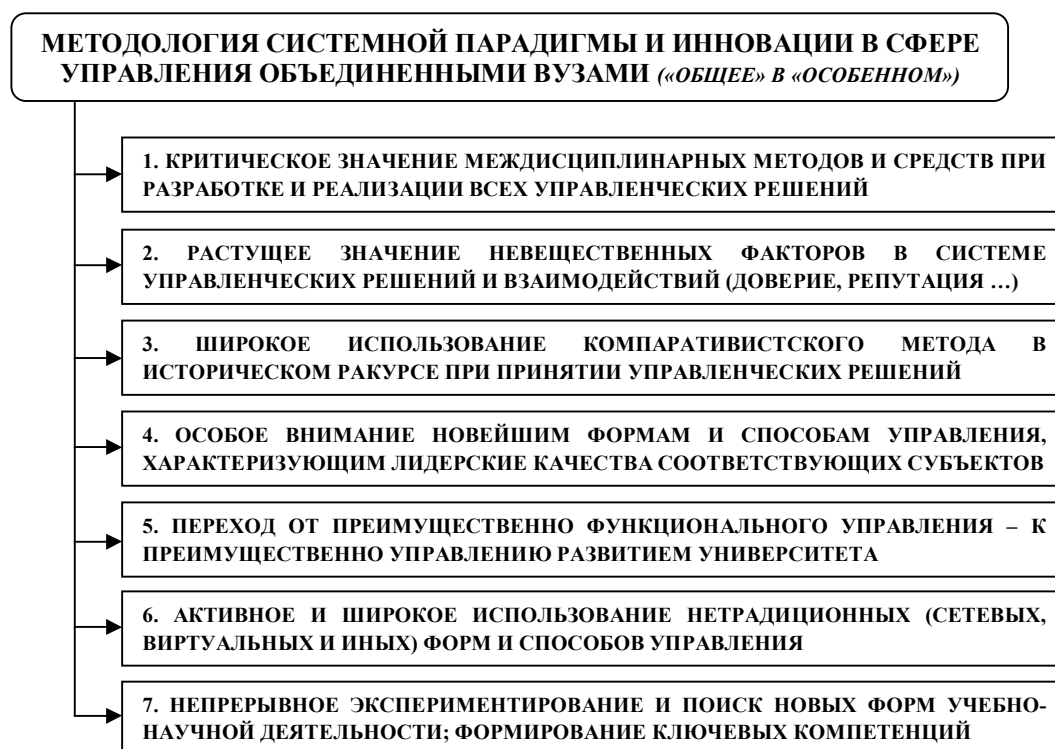 МЕТОДОЛОГИЯ СИСТЕМНОЙ ПАРАДИГМЫ И ИННОВАЦИИ В СФЕРЕ
УПРАВЛЕНИЯ ОБЪЕДИНЕННЫМИ ВУЗАМИ («ОБЩЕЕ» В «ОСОБЕННОМ»)
1. КРИТИЧЕСКОЕ ЗНАЧЕНИЕ МЕЖДИСЦИПЛИНАРНЫХ МЕТОДОВ И СРЕДСТВ ПРИ
РАЗРАБОТКЕ И РЕАЛИЗАЦИИ ВСЕХ УПРАВЛЕНЧЕСКИХ РЕШЕНИЙ
2. РАСТУЩЕЕ ЗНАЧЕНИЕ НЕВЕЩЕСТВЕННЫХ ФАКТОРОВ В СИСТЕМЕ
УПРАВЛЕНЧЕСКИХ РЕШЕНИЙ И ВЗАИМОДЕЙСТВИЙ (ДОВЕРИЕ, РЕПУТАЦИЯ …)
3. ШИРОКОЕ ИСПОЛЬЗОВАНИЕ КОМПАРАТИВИСТСКОГО МЕТОДА В
ИСТОРИЧЕСКОМ РАКУРСЕ ПРИ ПРИНЯТИИ УПРАВЛЕНЧЕСКИХ РЕШЕНИЙ
4. ОСОБОЕ ВНИМАНИЕ НОВЕЙШИМ ФОРМАМ И СПОСОБАМ УПРАВЛЕНИЯ,
ХАРАКТЕРИЗУЮЩИМ ЛИДЕРСКИЕ КАЧЕСТВА СООТВЕТСТВУЮЩИХ СУБЪЕКТОВ
5. ПЕРЕХОД ОТ ПРЕИМУЩЕСТВЕННО ФУНКЦИОНАЛЬНОГО УПРАВЛЕНИЯ – К
ПРЕИМУЩЕСТВЕННО УПРАВЛЕНИЮ РАЗВИТИЕМ УНИВЕРСИТЕТА
6. АКТИВНОЕ И ШИРОКОЕ ИСПОЛЬЗОВАНИЕ НЕТРАДИЦИОННЫХ (СЕТЕВЫХ,
ВИРТУАЛЬНЫХ И ИНЫХ) ФОРМ И СПОСОБОВ УПРАВЛЕНИЯ
7. НЕПРЕРЫВНОЕ ЭКСПЕРИМЕНТИРОВАНИЕ И ПОИСК НОВЫХ ФОРМ УЧЕБНО-
НАУЧНОЙ ДЕЯТЕЛЬНОСТИ; ФОРМИРОВАНИЕ КЛЮЧЕВЫХ КОМПЕТЕНЦИЙ